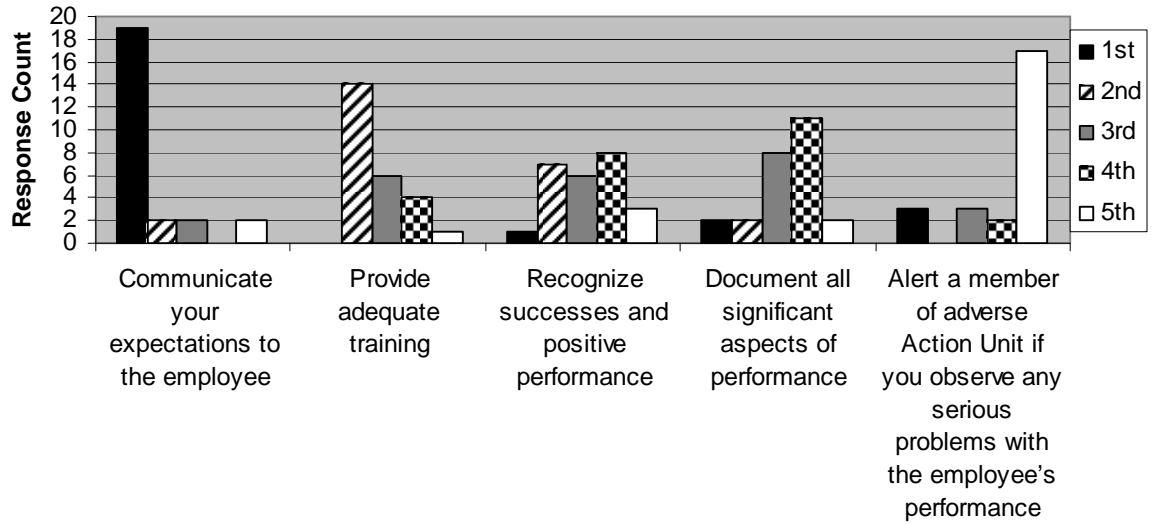 Response Count
20
18
16
14
12
10
8
6
4
2
0
1st
2nd
3rd
4th
5th
Communicate
your
expectations to
the employee
Provide
adequate
training
Recognize
successes and
positive
performance
Document all
significant
aspects of
performance
Alert a member
of adverse
Action Unit if
you observe any
serious
problems with
the employee's
performance